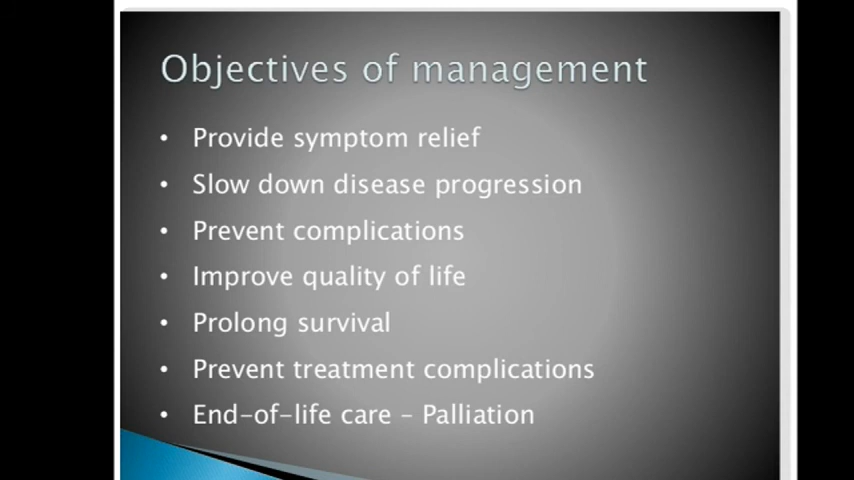 Objectives of management
• Provide symptom relief
• Slow down disease progression
• Prevent complications
• Improve quality of life
• Prolong survival
• Prevent treatment complications
• End-of-life care – Palliation